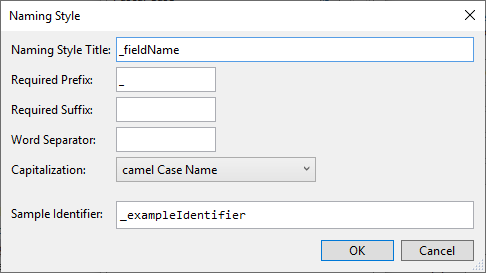 Naming Style
Naming Style Title: _fieldName
Required Prefix: _
Required Suffix:
Word Separator:
Capitalization: camel Case Name
Sample Identifier: _exampleIdentifier
OK Cancel